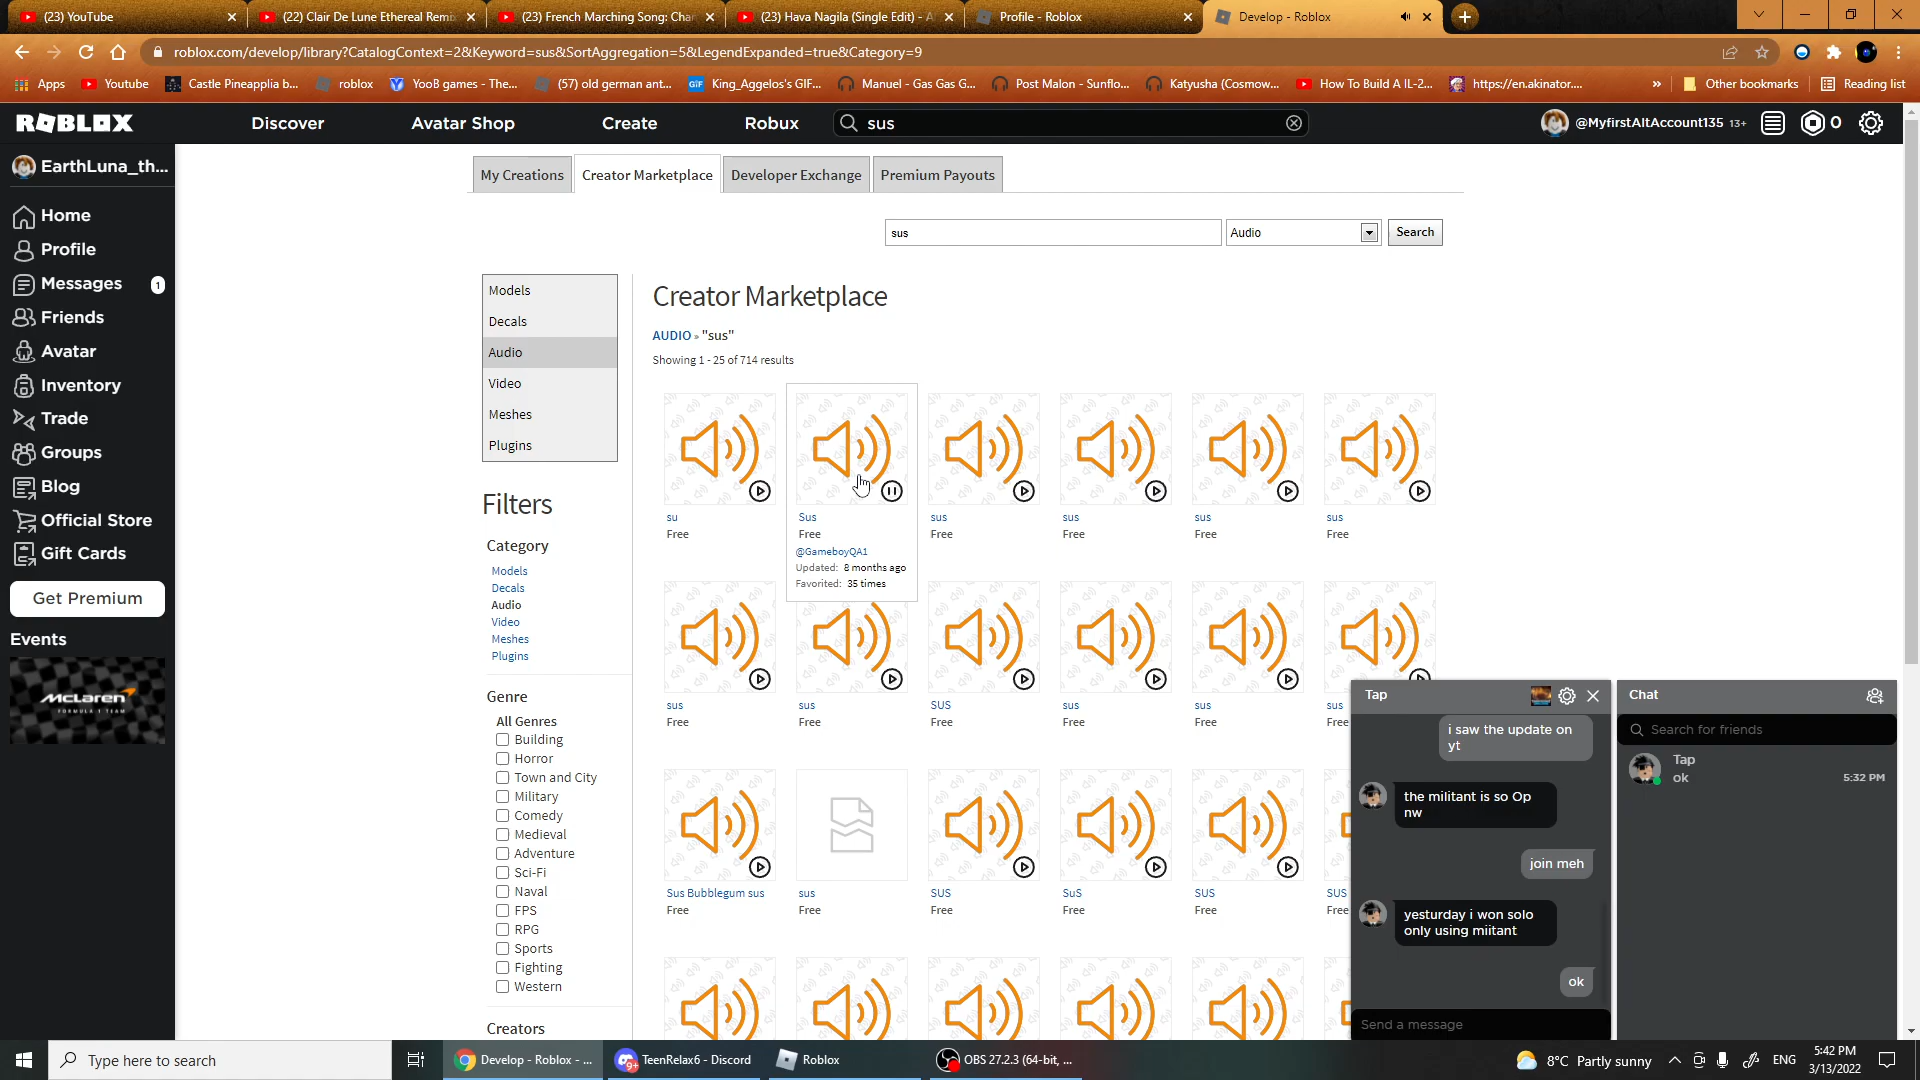 (23) YouTube
(22) Clair De Lune Ethereal Remi
(23) French Marching Song: Cha
(23) Hava Nagila (Single Edit) - A
Profile - Roblox
Develop - Roblox
roblox.com/develop/library?CatalogContext=2&Keyword=sus&SortAggregation=5&LegendExpanded=true&Category=9
Apps
Youtube
Castle Pineapplia b...
roblox
YooB games - The...
(57) old german ant...
King_Aggelos's GIF...
Manuel - Gas Gas G...
Post Malon - Sunflo...
Katyusha (Cosmow...
How To Build A IL-2...
https://en.akinator....
»
Other bookmarks
Reading list
ROBLOX
Discover
Avatar Shop
Create
Robux
sus
@MyfirstAltAccount135 13+
0
EarthLuna_th...
Home
Profile
Messages
1
Friends
Avatar
Inventory
Trade
Groups
Blog
Official Store
Gift Cards
Get Premium
Events
McLaren
FORMULA 1 TEAM
My Creations
Creator Marketplace
Developer Exchange
Premium Payouts
sus
Audio
Search
Models
Decals
Audio
Video
Meshes
Plugins
Filters
Category
Models
Decals
Audio
Video
Meshes
Plugins
Genre
All Genres
Building
Horror
Town and City
Military
Comedy
Medieval
Adventure
Sci-Fi
Naval
FPS
RPG
Sports
Fighting
Western
Creators
Creator Marketplace
AUDIO » "sus"
Showing 1 - 25 of 714 results
su
Free
Sus
Free
@GameboyQA1
Updated: 8 months ago
Favorited: 35 times
sus
Free
sus
Free
sus
Free
sus
Free
sus
Free
sus
Free
SUS
Free
sus
Free
sus
Free
sus
Free
Sus Bubblegum sus
Free
sus
Free
SUS
Free
SuS
Free
SUS
Free
SUS
Free
Tap
i saw the update on
yt
the militant is so Op
nw
join meh
yesturday i won solo
only using miitant
ok
Send a message
Chat
Search for friends
Tap
ok
5:32 PM
Type here to search
Develop - Roblox - ...
TeenRelax6 - Discord
Roblox
OBS 27.2.3 (64-bit, ...
8°C Partly sunny
ENG
5:42 PM
3/13/2022